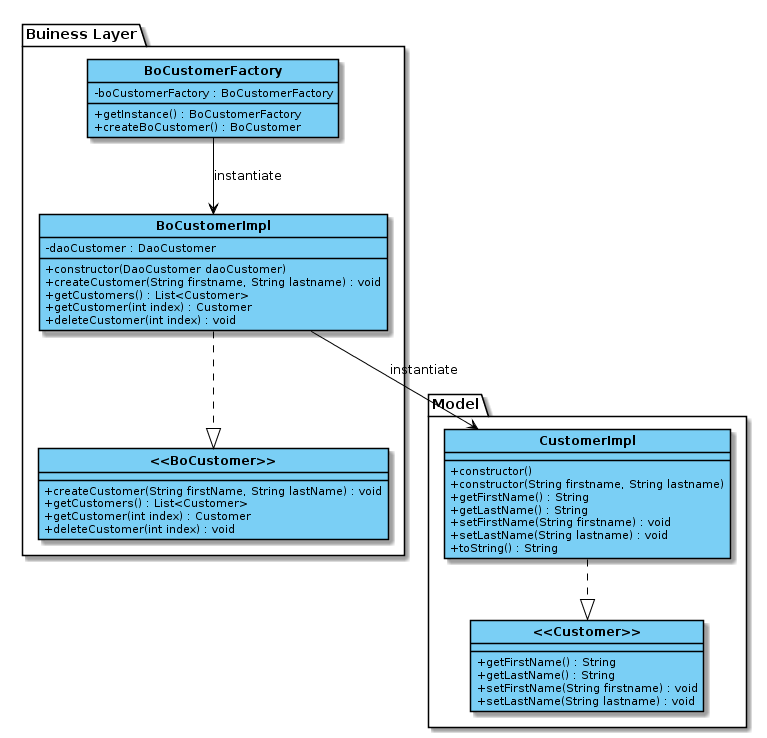 Buiness Layer
BoCustomerFactory
-boCustomerFactory : BoCustomerFactory
+getInstance() : BoCustomerFactory
+createBoCustomer() : BoCustomer
instantiate
BoCustomerImpl
-daoCustomer : DaoCustomer
+constructor(DaoCustomer daoCustomer)
+createCustomer(String firstname, String lastname) : void
+getCustomers() : List<Customer>
+getCustomer(int index) : Customer
+deleteCustomer(int index) : void
instantiate
<<BoCustomer>>
+createCustomer(String firstName, String lastName) : void
+getCustomers() : List<Customer>
+getCustomer(int index) : Customer
+deleteCustomer(int index) : void
Model
CustomerImpl
+constructor()
+constructor(String firstname, String lastname)
+getFirstName() : String
+getLastName() : String
+setFirstName(String firstname) : void
+setLastName(String lastname) : void
+toString() : String
<<Customer>>
+getFirstName() : String
+getLastName() : String
+setFirstName(String firstname) : void
+setLastName(String lastname) : void